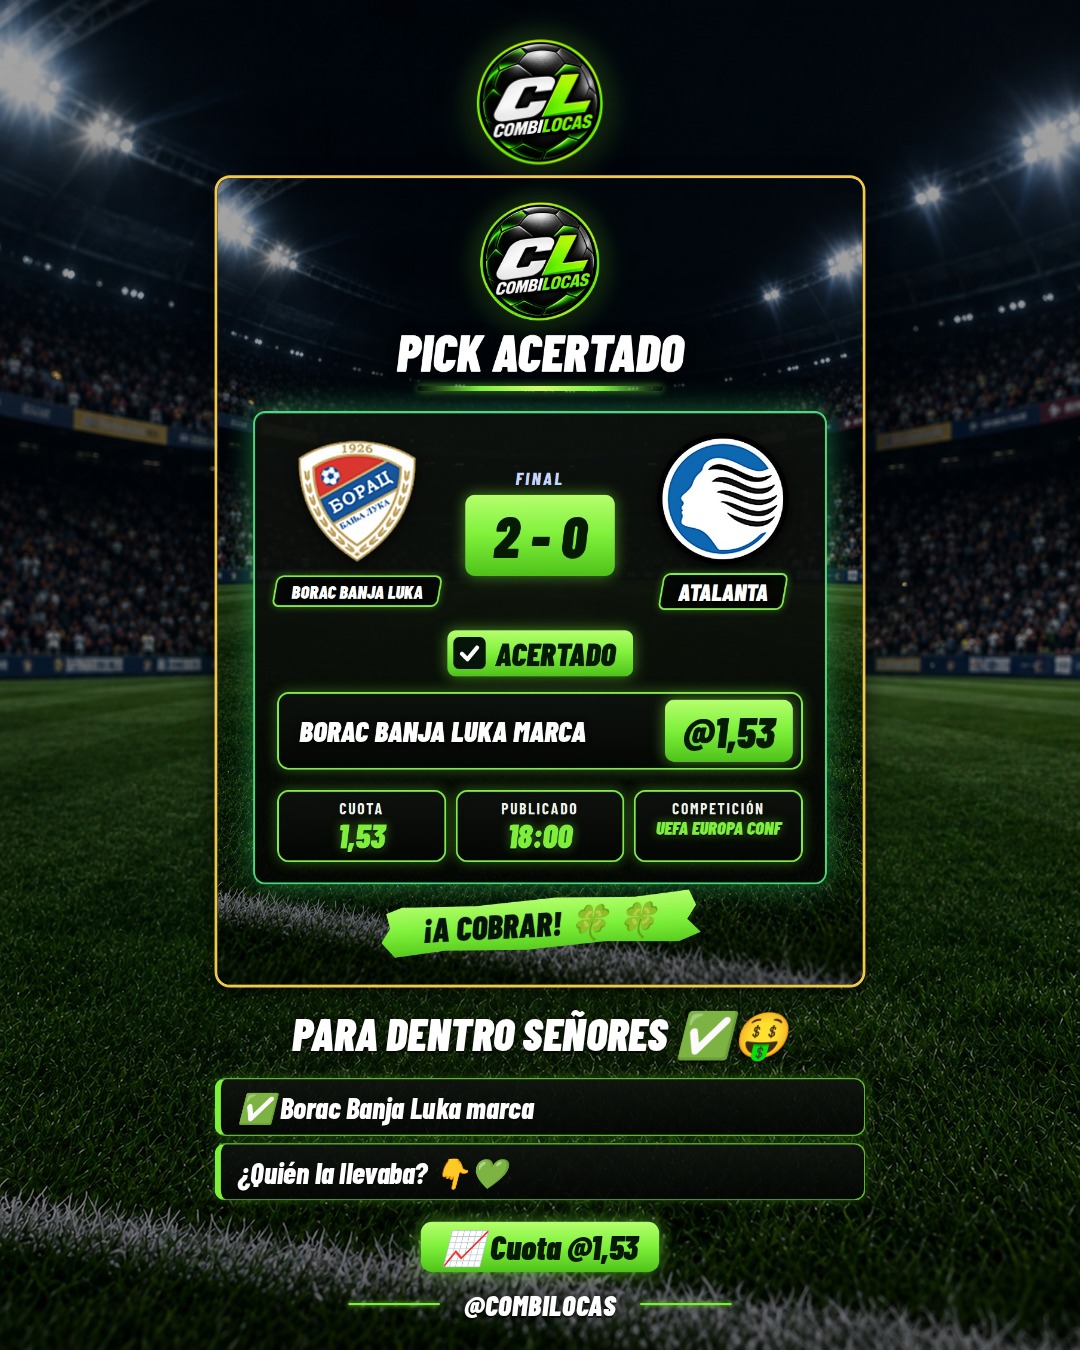 CL
COMBILOCAS
CL
COMBILOCAS
PICK ACERTADO
1926
БОРАЦ
БАЊА ЛУКА
FINAL
2 - 0
BORAC BANJA LUKA
ATALANTA
✅ ACERTADO
BORAC BANJA LUKA MARCA
@1,53
CUOTA
1,53
PUBLICADO
18:00
COMPETICIÓN
UEFA EUROPA CONF
¡A COBRAR! 🍀 🍀
PARA DENTRO SEÑORES ✅🤑
✅ Borac Banja Luka marca
¿Quién la llevaba? 👇💚
📈 Cuota @1,53
@COMBILOCAS